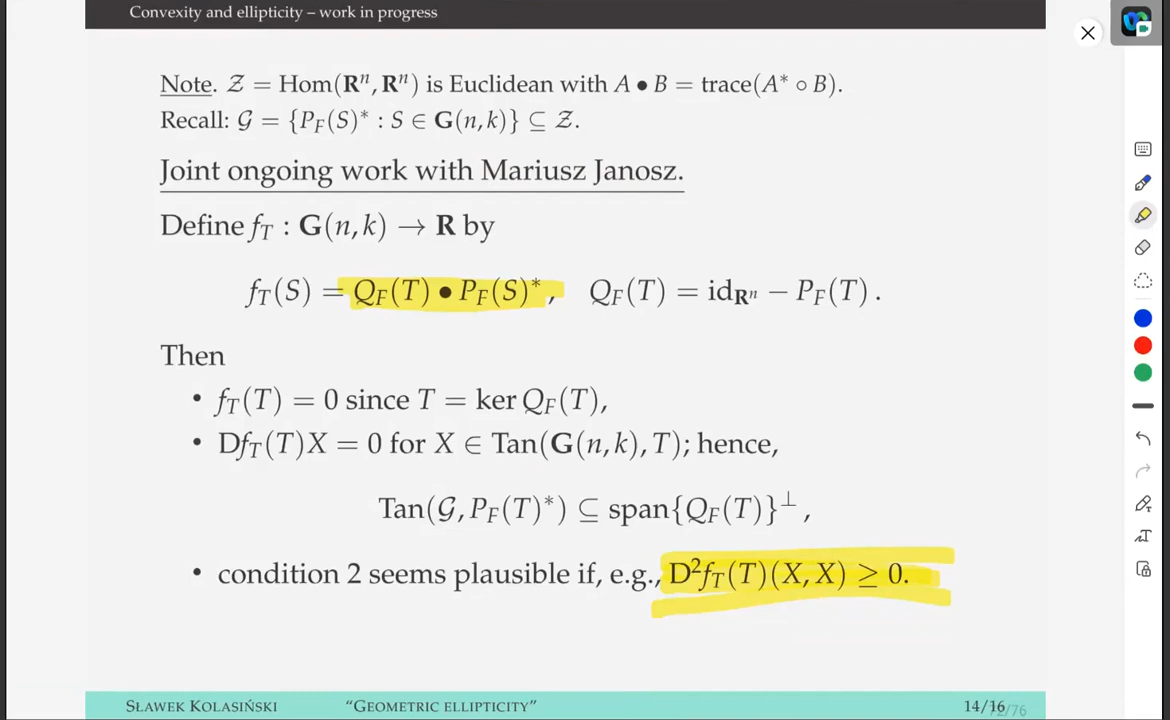 Convexity and ellipticity – work in progress
Note. 𝒵 = Hom(𝐑ⁿ, 𝐑ⁿ) is Euclidean with A • B = trace(A* ∘ B).
Recall: 𝒢 = {P_F(S)* : S ∈ 𝐆(n, k)} ⊆ 𝒵.
Joint ongoing work with Mariusz Janosz.
Define f_T : 𝐆(n, k) → 𝐑 by
f_T(S) = Q_F(T) • P_F(S)*, Q_F(T) = id_𝐑ⁿ − P_F(T).
Then
• f_T(T) = 0 since T = ker Q_F(T),
• Df_T(T)X = 0 for X ∈ Tan(𝐆(n, k), T); hence,
Tan(𝒢, P_F(T)*) ⊆ span{Q_F(T)}^⊥,
• condition 2 seems plausible if, e.g., D²f_T(T)(X, X) ≥ 0.
SŁAWEK KOLASIŃSKI "GEOMETRIC ELLIPTICITY" 14/16
/76